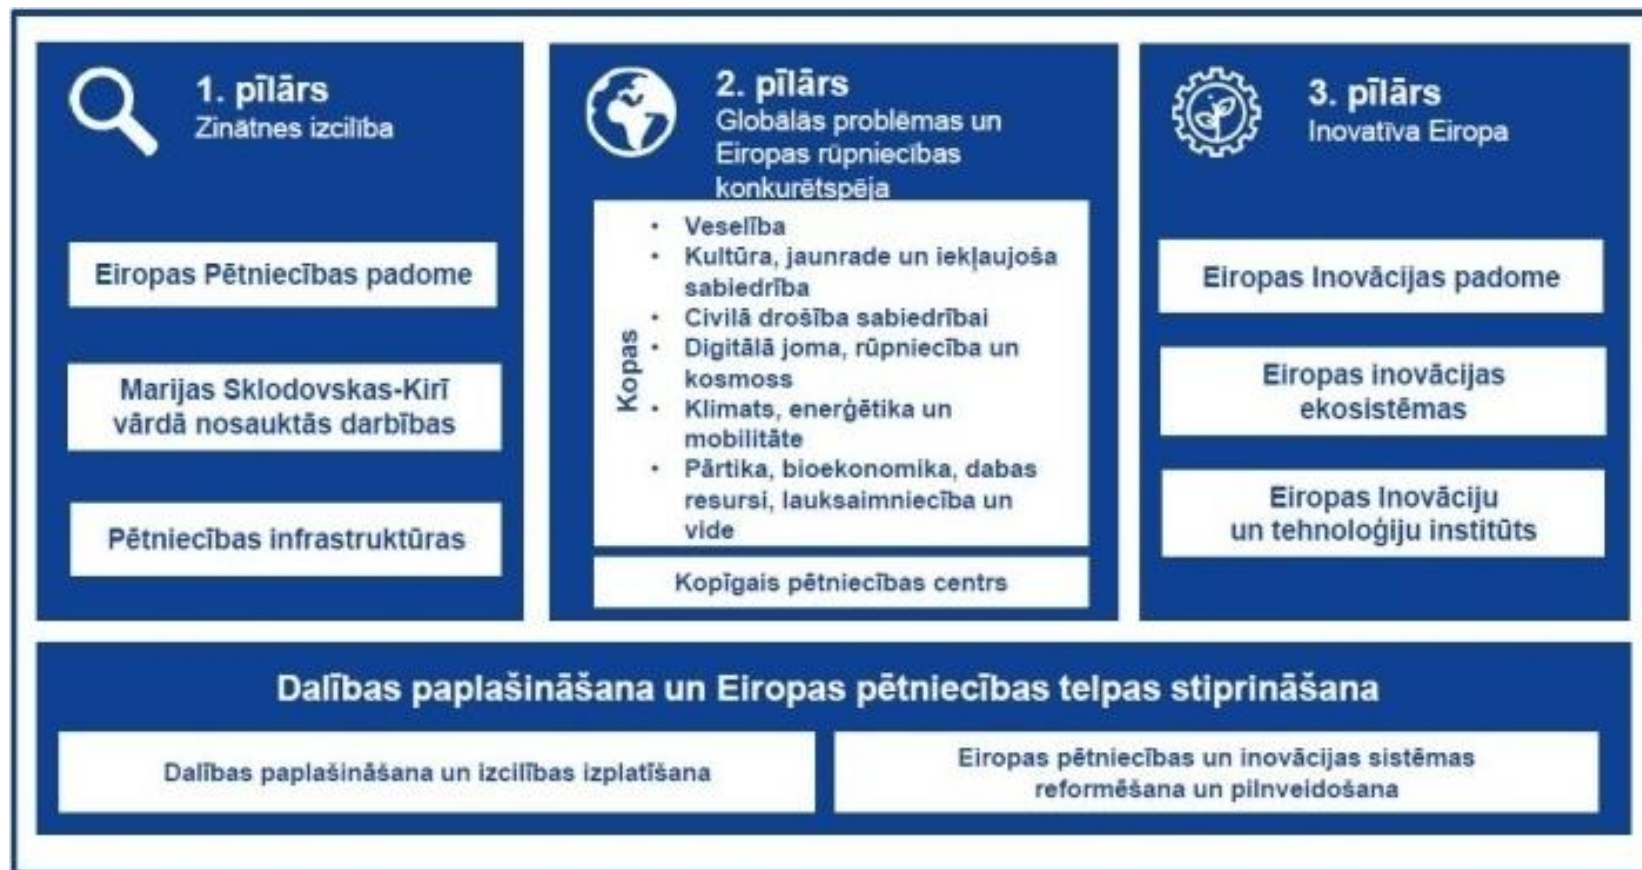 1. pīlārs
Zinātnes izcilība
Eiropas Pētniecības padome
Marijas Sklodovskas-Kirī
vārdā nosauktās darbības
Pētniecības infrastruktūras
2. pīlārs
Globālās problēmas un
Eiropas rūpniecības
konkurētspēja
Kopas
• Veselība
• Kultūra, jaunrade un iekļaujoša
sabiedrība
• Civilā drošība sabiedrībai
• Digitālā joma, rūpniecība un
kosmoss
• Klimats, enerģētika un
mobilitāte
• Pārtika, bioekonomika, dabas
resursi, lauksaimniecība un
vide
Kopīgais pētniecības centrs
3. pīlārs
Inovatīva Eiropa
Eiropas Inovācijas padome
Eiropas inovācijas
ekosistēmas
Eiropas Inovāciju
un tehnoloģiju institūts
Dalības paplašināšana un Eiropas pētniecības telpas stiprināšana
Dalības paplašināšana un izcilības izplatīšana
Eiropas pētniecības un inovācijas sistēmas
reformēšana un pilnveidošana